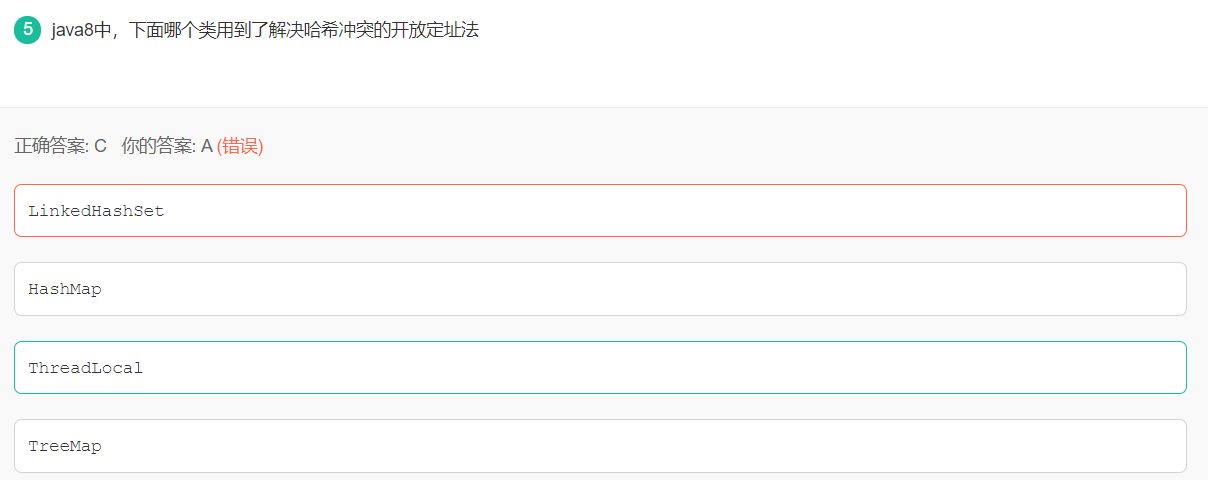 5 java8中，下面哪个类用到了解决哈希冲突的开放定址法
正确答案: C 你的答案: A (错误)
LinkedHashSet
HashMap
ThreadLocal
TreeMap